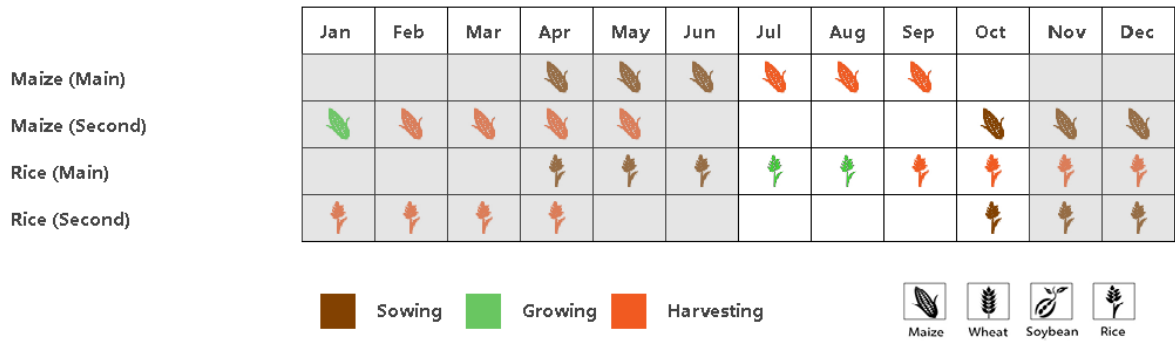 Jan Feb Mar Apr May Jun Jul Aug Sep Oct Nov Dec
Maize (Main)
Maize (Second)
Rice (Main)
Rice (Second)
Sowing Growing Harvesting
Maize Wheat Soybean Rice